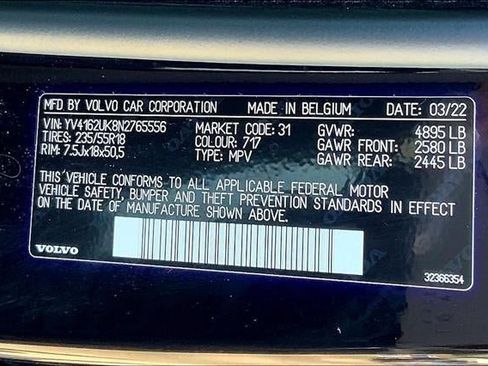 MFD BY VOLVO CAR CORPORATION MADE IN BELGIUM DATE: 03/22
VIN: YV4162UK8N2765556 MARKET CODE: 31 GVWR: 4895 LB
TIRES: 235/55R18 COLOUR: 717 GAWR FRONT: 2580 LB
RIM: 7.5Jx18x50,5 TYPE: MPV GAWR REAR: 2445 LB
THIS VEHICLE CONFORMS TO ALL APPLICABLE FEDERAL MOTOR
VEHICLE SAFETY, BUMPER AND THEFT PREVENTION STANDARDS IN EFFECT
ON THE DATE OF MANUFACTURE SHOWN ABOVE.
VOLVO
32366354